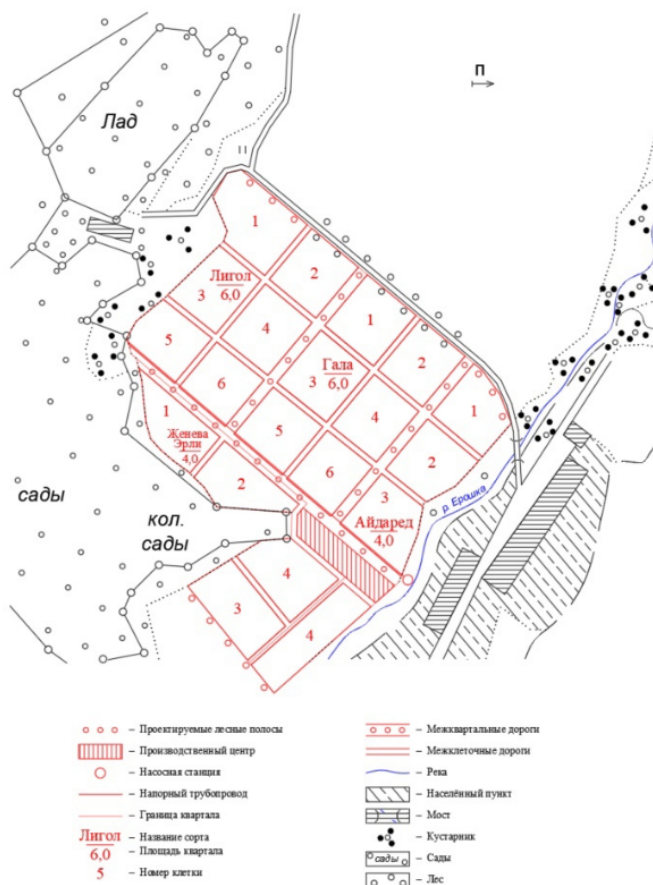 П
Лад
1
2
Лигол
6,0
3
1
4
Гала
6,0
3
2
5
1
6
4
1
Женева
Эрли
4,0
5
2
2
6
3
Айдаред
4,0
р. Ерошка
сады
кол.
сады
4
3
4
– Проектируемые лесные полосы
– Производственный центр
– Насосная станция
– Напорный трубопровод
– Граница квартала
Лигол – Название сорта
6,0 – Площадь квартала
5 – Номер клетки
– Межквартальные дороги
– Межклеточные дороги
– Река
– Населённый пункт
– Мост
– Кустарник
сады – Сады
– Лес